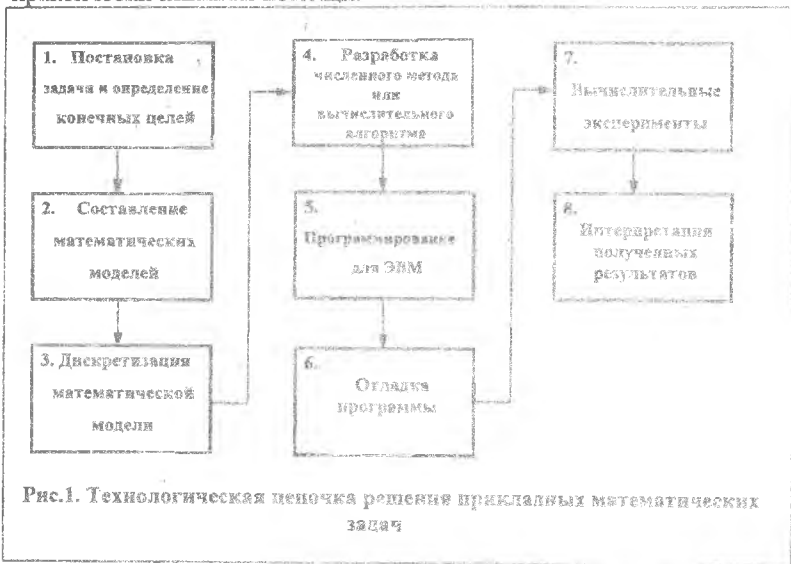 1. Постановка
задача и определение
конечных целей
2. Составление
математических
моделей
3. Дискретизация
математической
модели
4. Разработка
численного метода
или
вычислительного
алгоритма
5.
Программирование
для ЭВМ
6.
Отладка
программы
7.
Вычислительные
эксперименты
8.
Интерпретация
полученных
результатов
Рис.1. Технологическая цепочка решения прикладных математических
задач